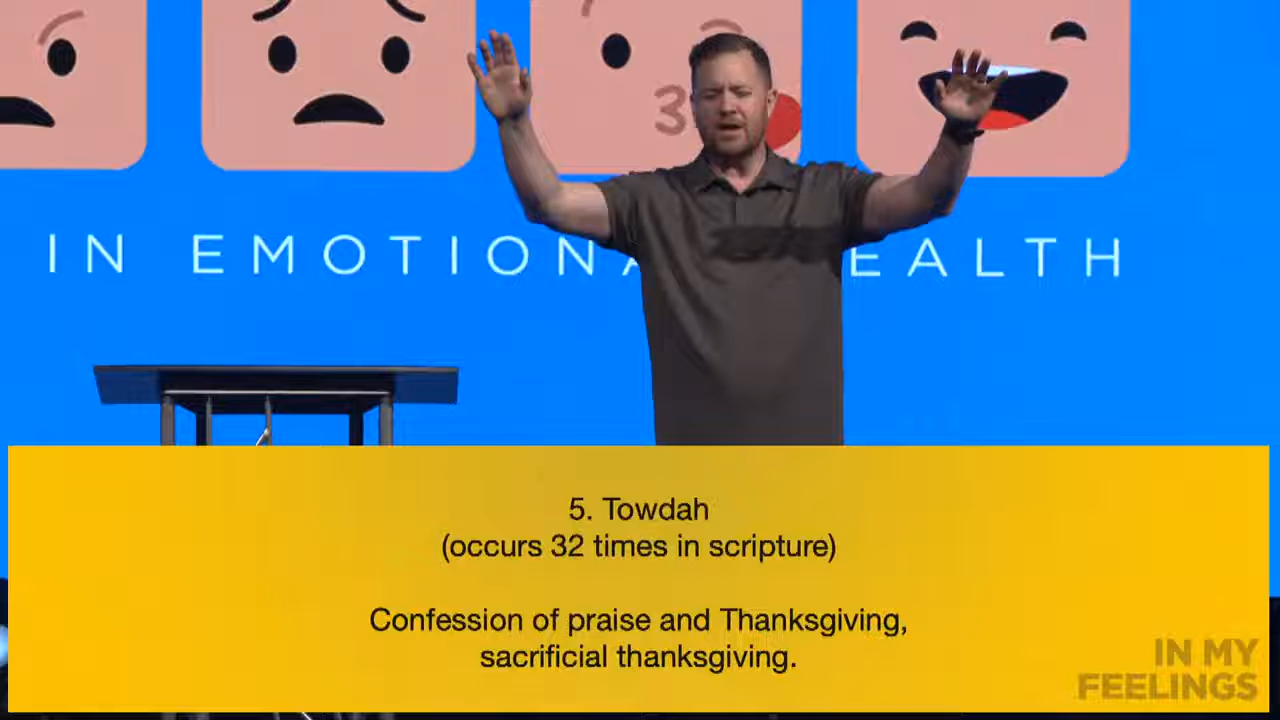 IN EMOTIONA EALTH
5. Towdah
(occurs 32 times in scripture)
Confession of praise and Thanksgiving,
sacrificial thanksgiving.
IN MY
FEELINGS